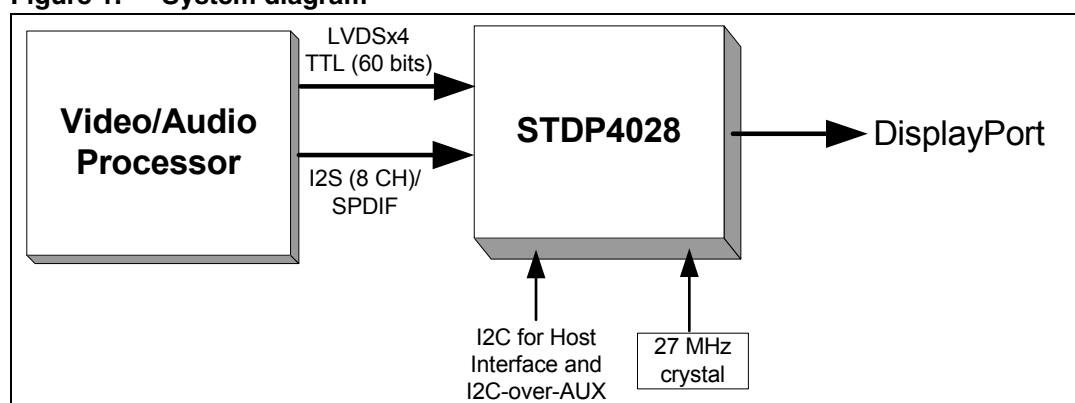 Figure 1. System diagram
LVDSx4
TTL (60 bits)
Video/Audio
Processor
STDP4028
DisplayPort
I2S (8 CH)/
SPDIF
I2C for Host
Interface and
I2C-over-AUX
27 MHz
crystal